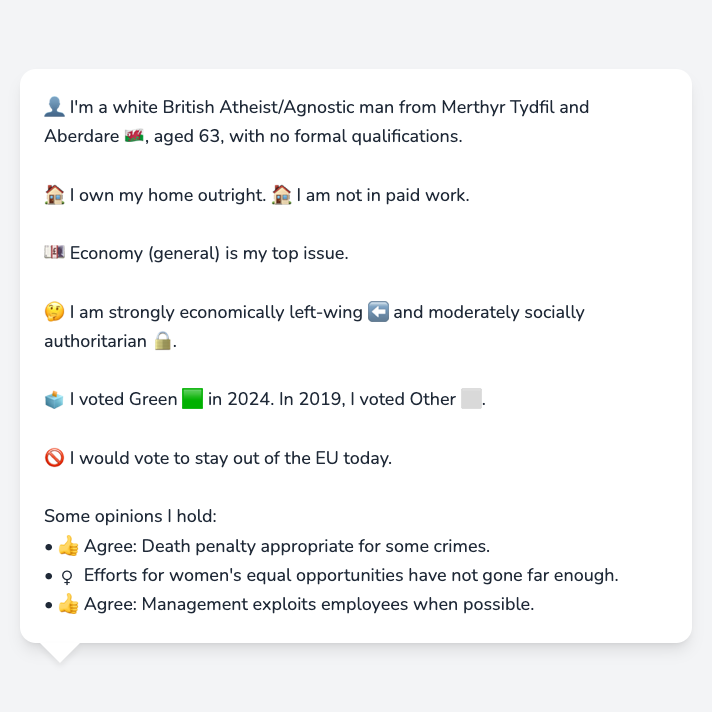 👤 I'm a white British Atheist/Agnostic man from Merthyr Tydfil and
Aberdare 🏴󠁧󠁢󠁷󠁬󠁳󠁿, aged 63, with no formal qualifications.
🏠 I own my home outright. 🏠 I am not in paid work.
💷 Economy (general) is my top issue.
🤔 I am strongly economically left-wing ⬅️ and moderately socially
authoritarian 🔒.
🗳️ I voted Green 🟩 in 2024. In 2019, I voted Other ⬜.
🚫 I would vote to stay out of the EU today.
Some opinions I hold:
• 👍 Agree: Death penalty appropriate for some crimes.
• ♀ Efforts for women's equal opportunities have not gone far enough.
• 👍 Agree: Management exploits employees when possible.